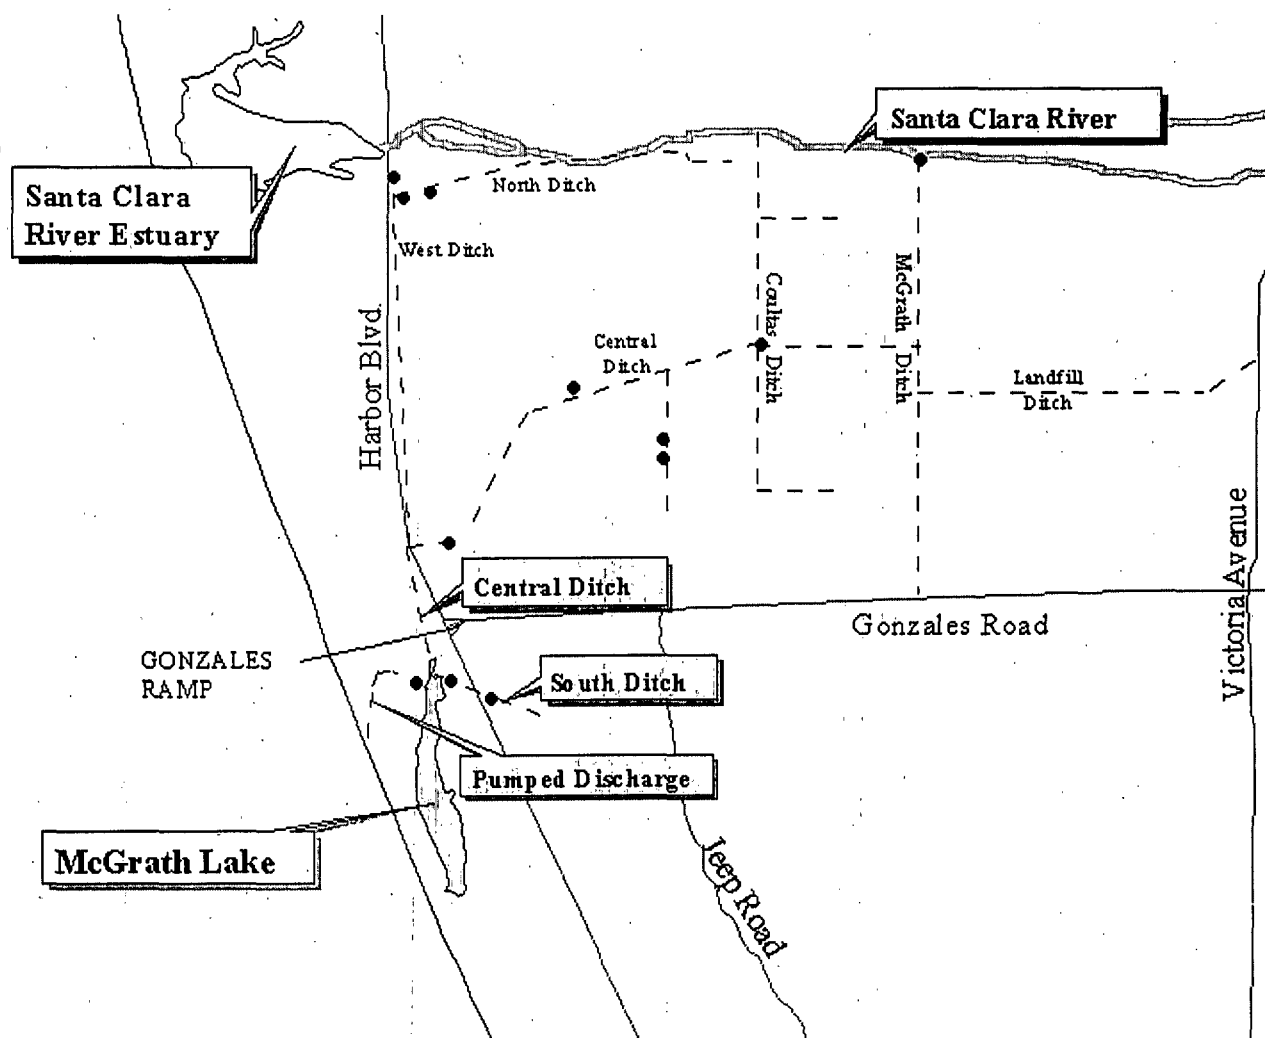 Santa Clara River
Santa Clara
River Estuary
North Ditch
West Ditch
Harbor Blvd.
Central
Ditch
Coultas Ditch
McGrath Ditch
Landfill
Ditch
Victoria Avenue
Central Ditch
Gonzales Road
GONZALES
RAMP
South Ditch
Pumped Discharge
McGrath Lake
Jeep Road